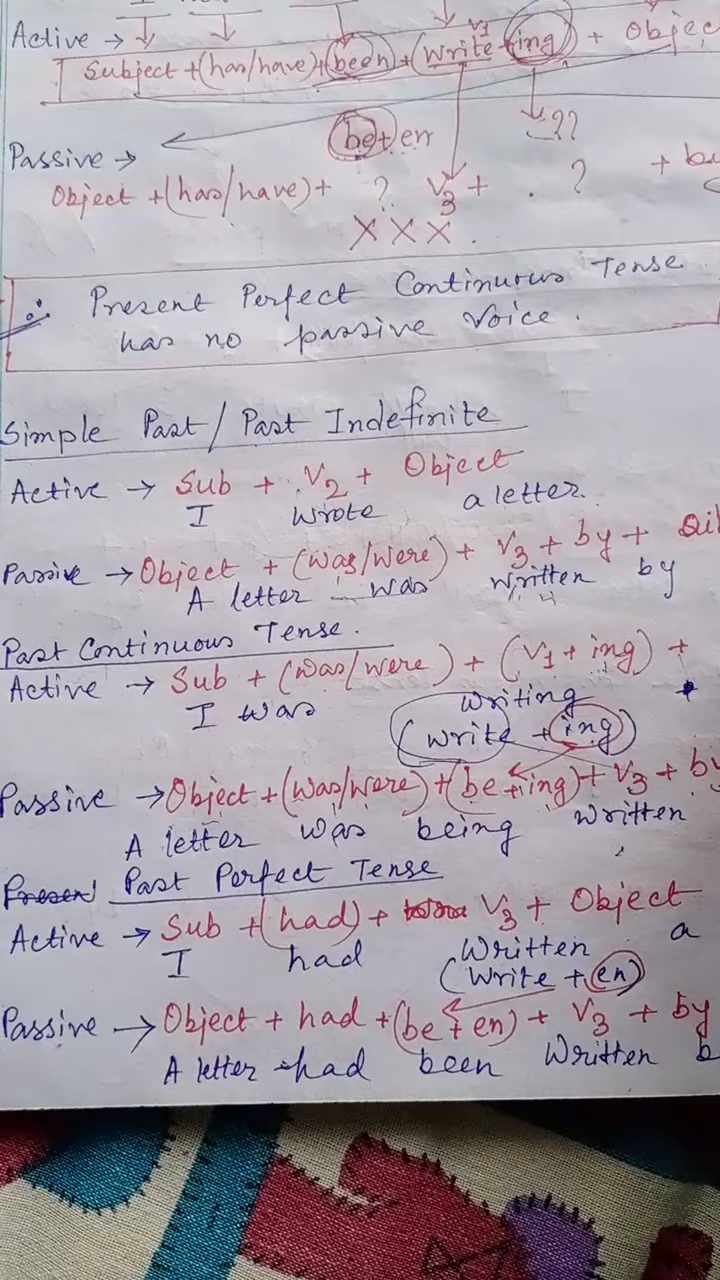 Active →
V1
Subject + (has/have) + been + (write + ing) + Objec
be + en ??
Passive →
Object + (has/have) + ? V3 + . ? + by
X X X .
∴ Present Perfect Continuous Tense
has no passive voice.
Simple Past / Past Indefinite
Active → Sub + V2 + Object
I wrote a letter.
Passive → Object + (was/were) + V3 + by +
A letter was written by
Past Continuous Tense.
Active → Sub + (was/were) + (V1 + ing) +
I was writing
(write + ing)
Passive → Object + (was/were) + (be + ing) + V3 + by
A letter was being written
Present Past Perfect Tense
Active → Sub + (had) + V3 + Object
I had written a
(write + en)
Passive → Object + had + (be + en) + V3 + by
A letter had been written b